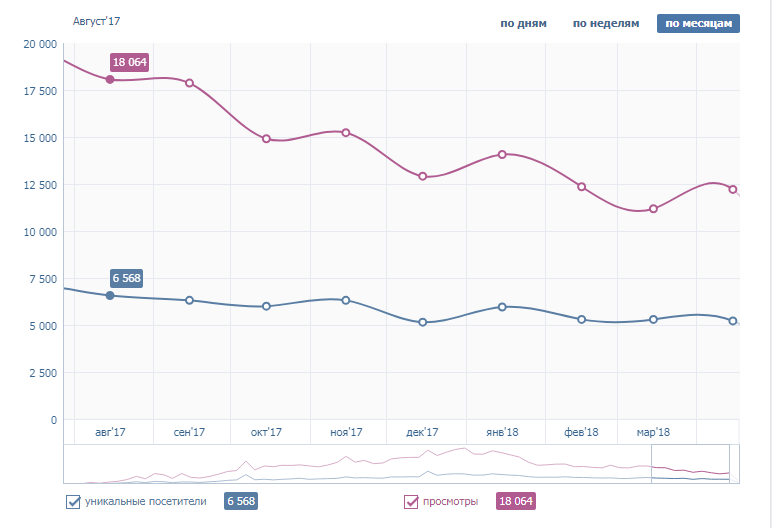 Август'17
по дням по неделям по месяцам
20 000
18 064
17 500
15 000
12 500
10 000
7 500
6 568
5 000
2 500
0
авг'17 сен'17 окт'17 ноя'17 дек'17 янв'18 фев'18 мар'18
уникальные посетители 6 568 просмотры 18 064